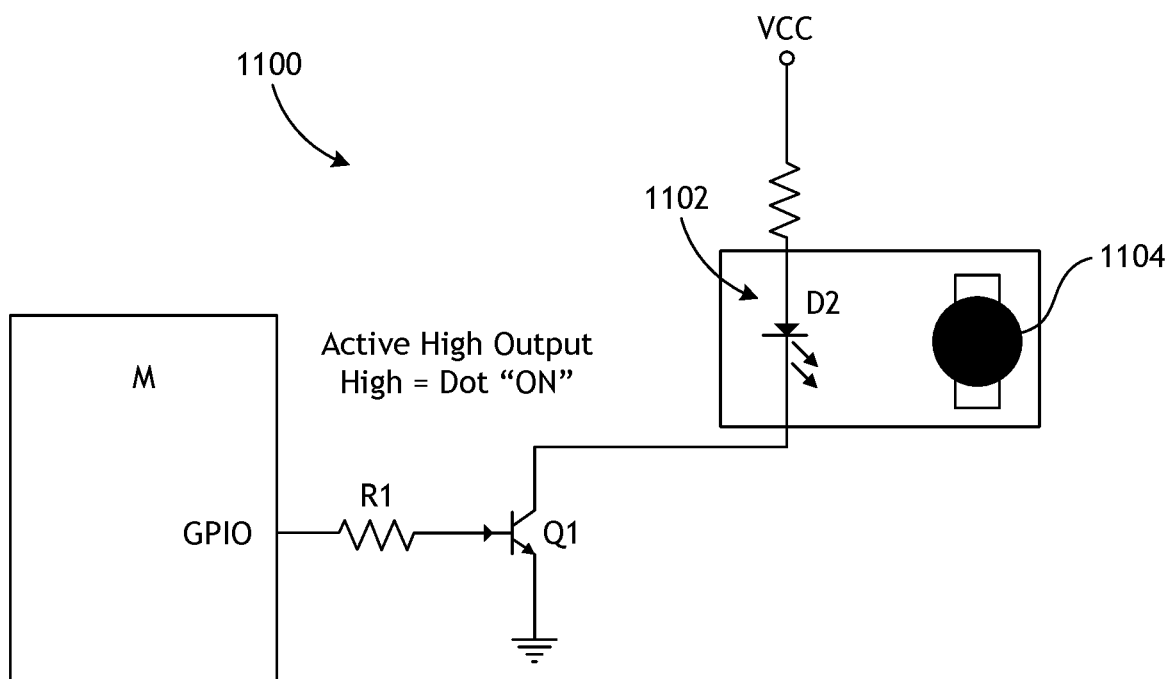 VCC
1100
1102
1104
D2
M
Active High Output
High = Dot “ON”
R1
GPIO
Q1